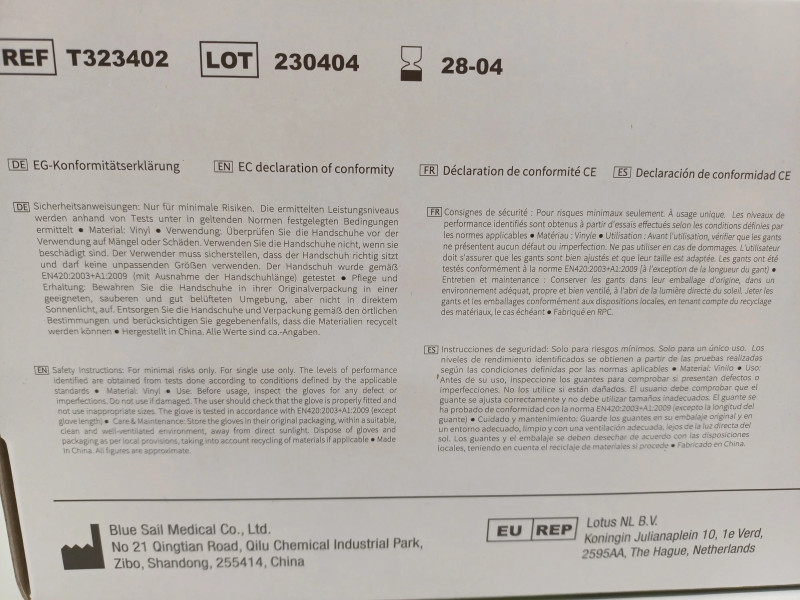 REF T323402 LOT 230404 28-04
DE EG-Konformitätserklärung EN EC declaration of conformity FR Déclaration de conformité CE ES Declaración de conformidad CE
DE Sicherheitsanweisungen: Nur für minimale Risiken. Die ermittelten Leistungsniveaus
werden anhand von Tests unter in geltenden Normen festgelegten Bedingungen
ermittelt • Material: Vinyl • Verwendung: Überprüfen Sie die Handschuhe vor der
Verwendung auf Mängel oder Schäden. Verwenden Sie die Handschuhe nicht, wenn sie
beschädigt sind. Der Verwender muss sicherstellen, dass der Handschuh richtig sitzt
und darf keine unpassenden Größen verwenden. Der Handschuh wurde gemäß
EN420:2003+A1:2009 (mit Ausnahme der Handschuhlänge) getestet • Pflege und
Erhaltung: Bewahren Sie die Handschuhe in ihrer Originalverpackung in einer
geeigneten, sauberen und gut belüfteten Umgebung, aber nicht in direktem
Sonnenlicht, auf. Entsorgen Sie die Handschuhe und Verpackung gemäß den örtlichen
Bestimmungen und berücksichtigen Sie gegebenenfalls, dass die Materialien recycelt
werden können • Hergestellt in China. Alle Werte sind ca.-Angaben.
EN Safety Instructions: For minimal risks only. For single use only. The levels of performance
identified are obtained from tests done according to conditions defined by the applicable
standards • Material: Vinyl • Use: Before usage, inspect the gloves for any defect or
imperfections. Do not use if damaged. The user should check that the glove is properly fitted and
not use inappropriate sizes. The glove is tested in accordance with EN420:2003+A1:2009 (except
glove length) • Care & Maintenance: Store the gloves in their original packaging, within a suitable,
clean and well-ventilated environment, away from direct sunlight. Dispose of gloves and
packaging as per local provisions, taking into account recycling of materials if applicable • Made
in China. All figures are approximate.
FR Consignes de sécurité : Pour risques minimaux seulement. À usage unique. Les niveaux de
performance identifiés sont obtenus à partir d'essais effectués selon les conditions définies par
les normes applicables • Matériau : Vinyle • Utilisation : Avant l'utilisation, vérifier que les gants
ne présentent aucun défaut ou imperfection. Ne pas utiliser en cas de dommages. L'utilisateur
doit s'assurer que les gants sont bien ajustés et que leur taille est adaptée. Les gants ont été
testés conformément à la norme EN420:2003+A1:2009 (à l'exception de la longueur du gant) •
Entretien et maintenance : Conserver les gants dans leur emballage d'origine, dans un
environnement adéquat, propre et bien ventilé, à l'abri de la lumière directe du soleil. Jeter les
gants et les emballages conformément aux dispositions locales, en tenant compte du recyclage
des matériaux, le cas échéant • Fabriqué en RPC.
ES Instrucciones de seguridad: Solo para riesgos mínimos. Solo para un único uso. Los
niveles de rendimiento identificados se obtienen a partir de las pruebas realizadas
según las condiciones definidas por las normas aplicables • Material: Vinilo • Uso:
Antes de su uso, inspeccione los guantes para comprobar si presentan defectos o
imperfecciones. No los utilice si están dañados. El usuario debe comprobar que el
guante se ajusta correctamente y no debe utilizar tamaños inadecuados. El guante se
ha probado de conformidad con la norma EN420:2003+A1:2009 (excepto la longitud del
guante) • Cuidado y mantenimiento: Guarde los guantes en su embalaje original y en
un entorno adecuado, limpio y con una ventilación adecuada, lejos de la luz directa del
sol. Los guantes y el embalaje se deben desechar de acuerdo con las disposiciones
locales, teniendo en cuenta el reciclaje de materiales si procede • Fabricado en China.
Blue Sail Medical Co., Ltd.
No 21 Qingtian Road, Qilu Chemical Industrial Park,
Zibo, Shandong, 255414, China
EU REP Lotus NL B.V.
Koningin Julianaplein 10, 1e Verd,
2595AA, The Hague, Netherlands